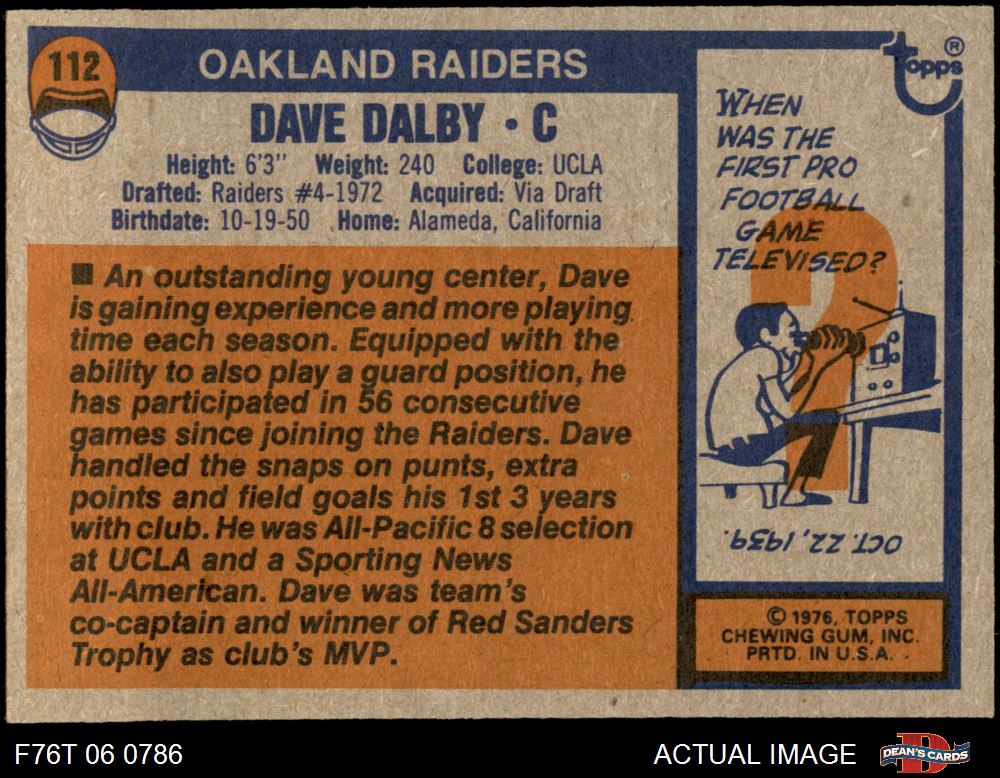 112
OAKLAND RAIDERS
DAVE DALBY • C
Height: 6'3" Weight: 240 College: UCLA
Drafted: Raiders #4-1972 Acquired: Via Draft
Birthdate: 10-19-50 Home: Alameda, California
■ An outstanding young center, Dave
is gaining experience and more playing
time each season. Equipped with the
ability to also play a guard position, he
has participated in 56 consecutive
games since joining the Raiders. Dave
handled the snaps on punts, extra
points and field goals his 1st 3 years
with club. He was All-Pacific 8 selection
at UCLA and a Sporting News
All-American. Dave was team's
co-captain and winner of Red Sanders
Trophy as club's MVP.
topps ®
WHEN
WAS THE
FIRST PRO
FOOTBALL
GAME
TELEVISED?
?
OCT. 22, 1939.
© 1976, TOPPS
CHEWING GUM, INC.
PRTD. IN U.S.A.
F76T 06 0786
ACTUAL IMAGE
D
DEAN'S CARDS